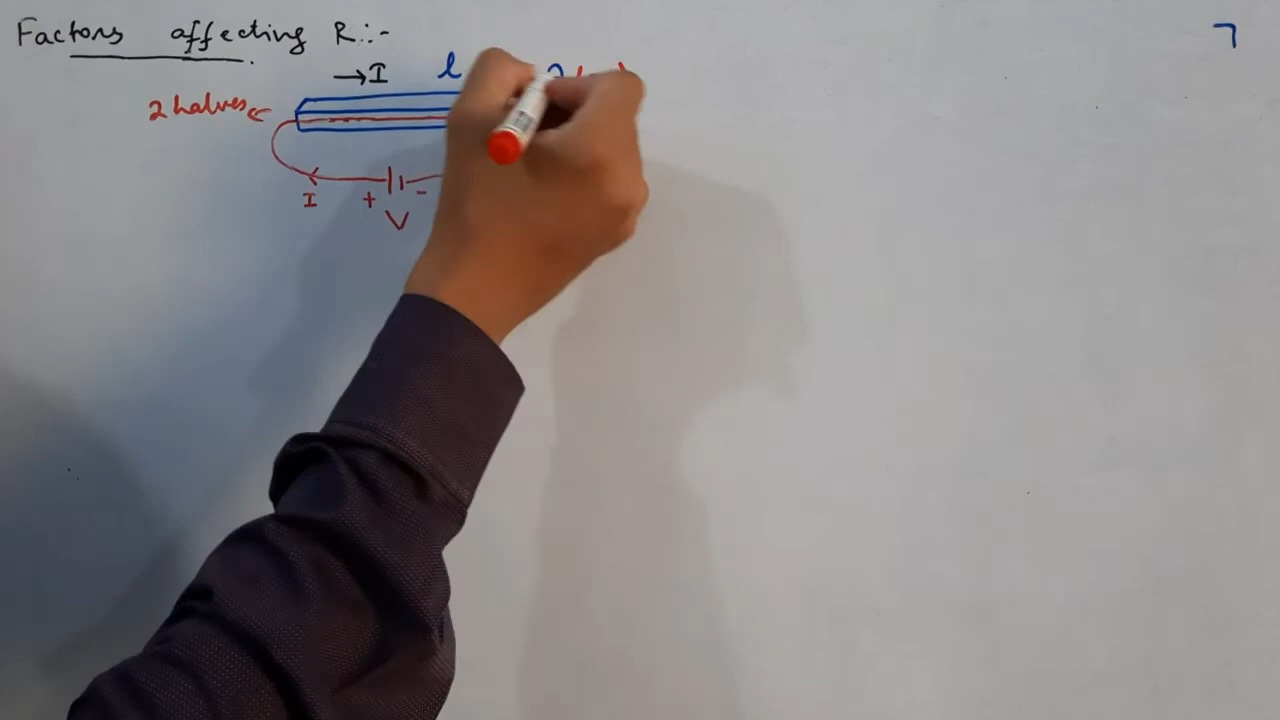 Factors affecting R:-
7
→I l
2 halves
I + - 
V